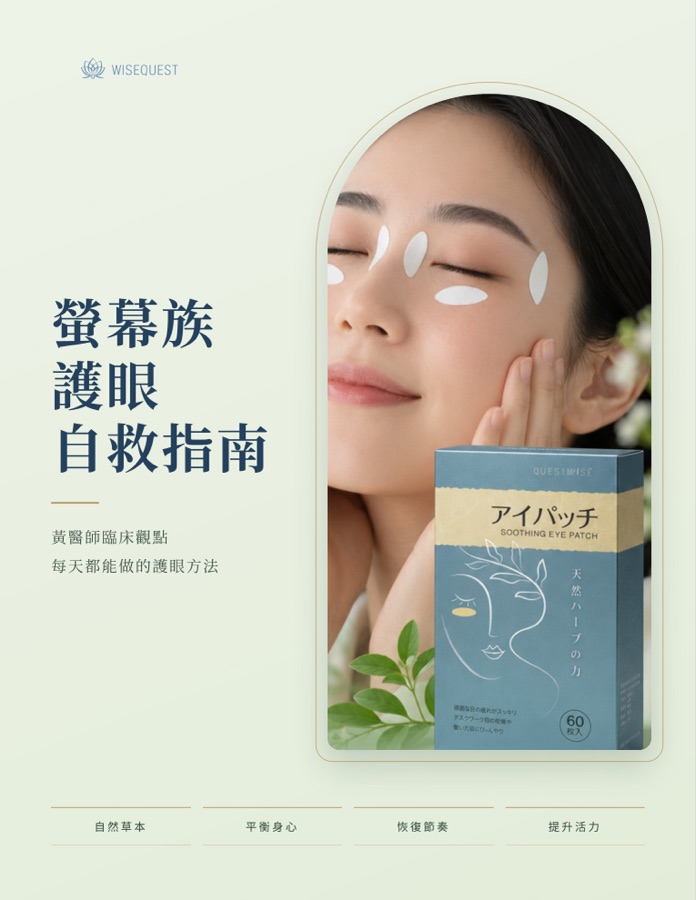 WISEQUEST
螢幕族
護眼
自救指南
黃醫師臨床觀點
每天都能做的護眼方法
アイパッチ
SOOTHING EYE PATCH
天然ハーブの力
60
枚入
自然草本
平衡身心
恢復節奏
提升活力